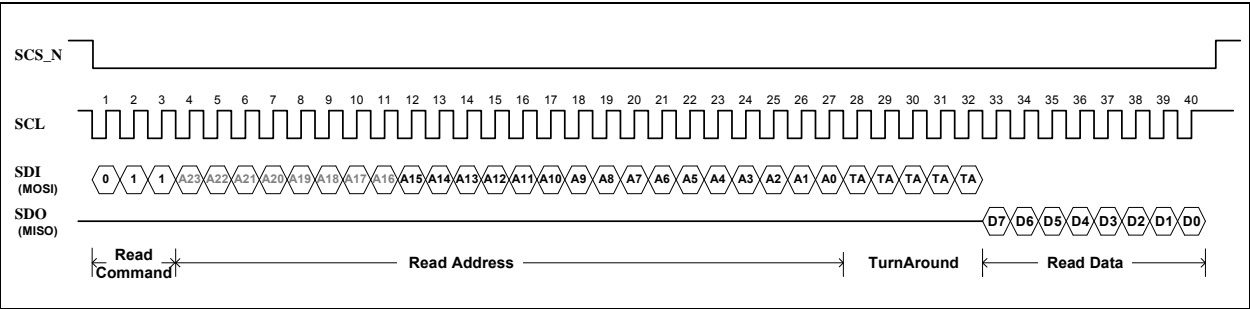 SCS_N
1 2 3 4 5 6 7 8 9 10 11 12 13 14 15 16 17 18 19 20 21 22 23 24 25 26 27 28 29 30 31 32 33 34 35 36 37 38 39 40
SCL
SDI 0 1 1 A23 A22 A21 A20 A19 A18 A17 A16 A15 A14 A13 A12 A11 A10 A9 A8 A7 A6 A5 A4 A3 A2 A1 A0 TA TA TA TA TA
(MOSI)
SDO D7 D6 D5 D4 D3 D2 D1 D0
(MISO)
Read Command Read Address TurnAround Read Data